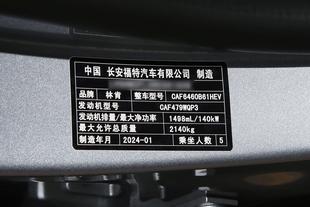 中国 长安福特汽车有限公司 制造
品牌 林肯 整车型号 CAF6460B61HEV
发动机型号 CAF479WQP3
发动机排量/最大净功率 1498mL/140kW
最大允许总质量 2140kg
制造年月 2024-01 乘坐人数 5